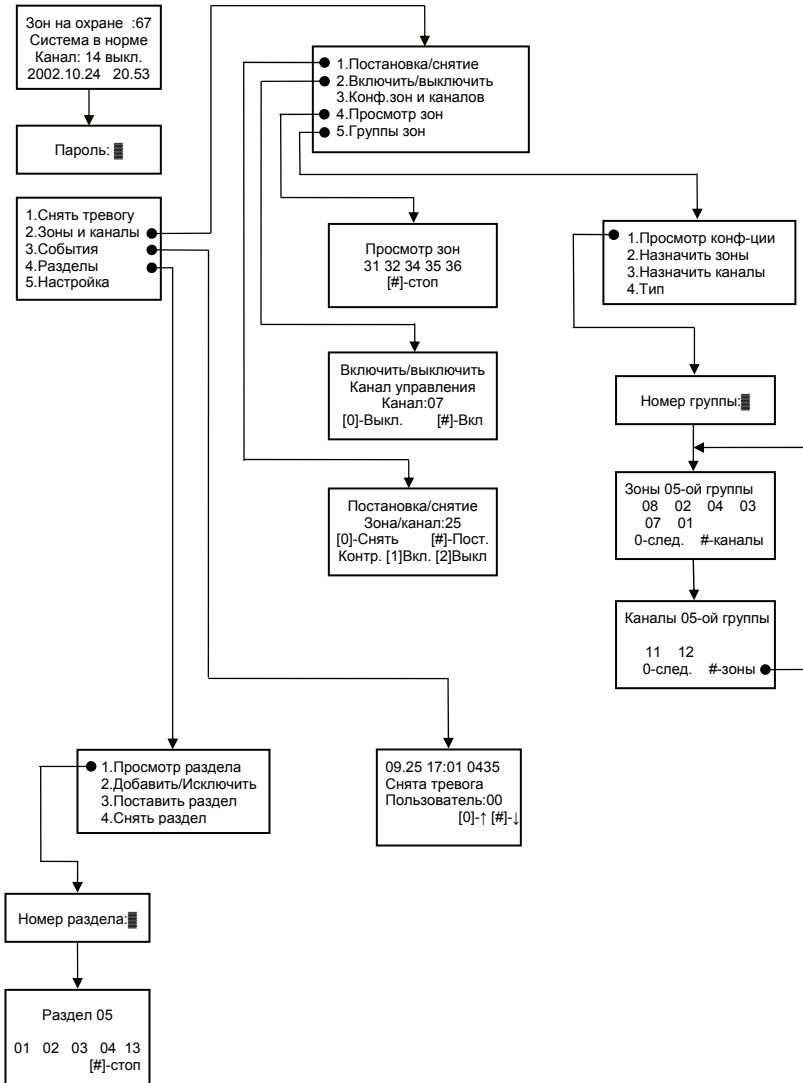 Зон на охране :67
Система в норме
Канал: 14 выкл.
2002.10.24 20.53
Пароль:
1.Снять тревогу
2.Зоны и каналы
3.События
4.Разделы
5.Настройка
1.Постановка/снятие
2.Включить/выключить
3.Конф.зон и каналов
4.Просмотр зон
5.Группы зон
Просмотр зон
31 32 34 35 36
[#]-стоп
Включить/выключить
Канал управления
Канал:07
[0]-Выкл. [#]-Вкл
Постановка/снятие
Зона/канал:25
[0]-Снять [#]-Пост.
Контр. [1]Вкл. [2]Выкл
1.Просмотр конф-ции
2.Назначить зоны
3.Назначить каналы
4.Тип
Номер группы:
Зоны 05-ой группы
08 02 04 03
07 01
0-след. #-каналы
Каналы 05-ой группы
11 12
0-след. #-зоны
1.Просмотр раздела
2.Добавить/Исключить
3.Поставить раздел
4.Снять раздел
09.25 17:01 0435
Снята тревога
Пользователь:00
[0]-↑ [#]-↓
Номер раздела:
Раздел 05
01 02 03 04 13
[#]-стоп